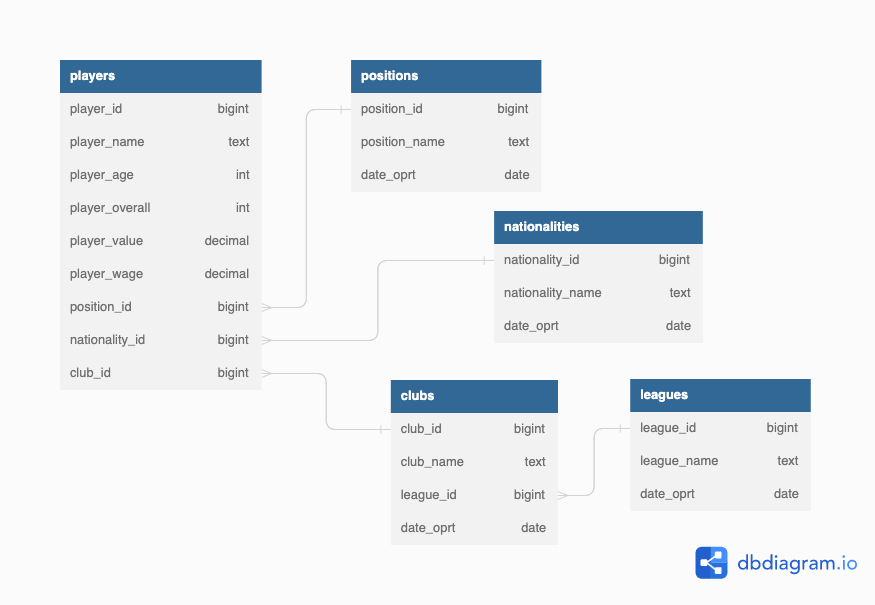 players
player_id bigint
player_name text
player_age int
player_overall int
player_value decimal
player_wage decimal
position_id bigint
nationality_id bigint
club_id bigint
positions
position_id bigint
position_name text
date_oprt date
nationalities
nationality_id bigint
nationality_name text
date_oprt date
clubs
club_id bigint
club_name text
league_id bigint
date_oprt date
leagues
league_id bigint
league_name text
date_oprt date
dbdiagram.io